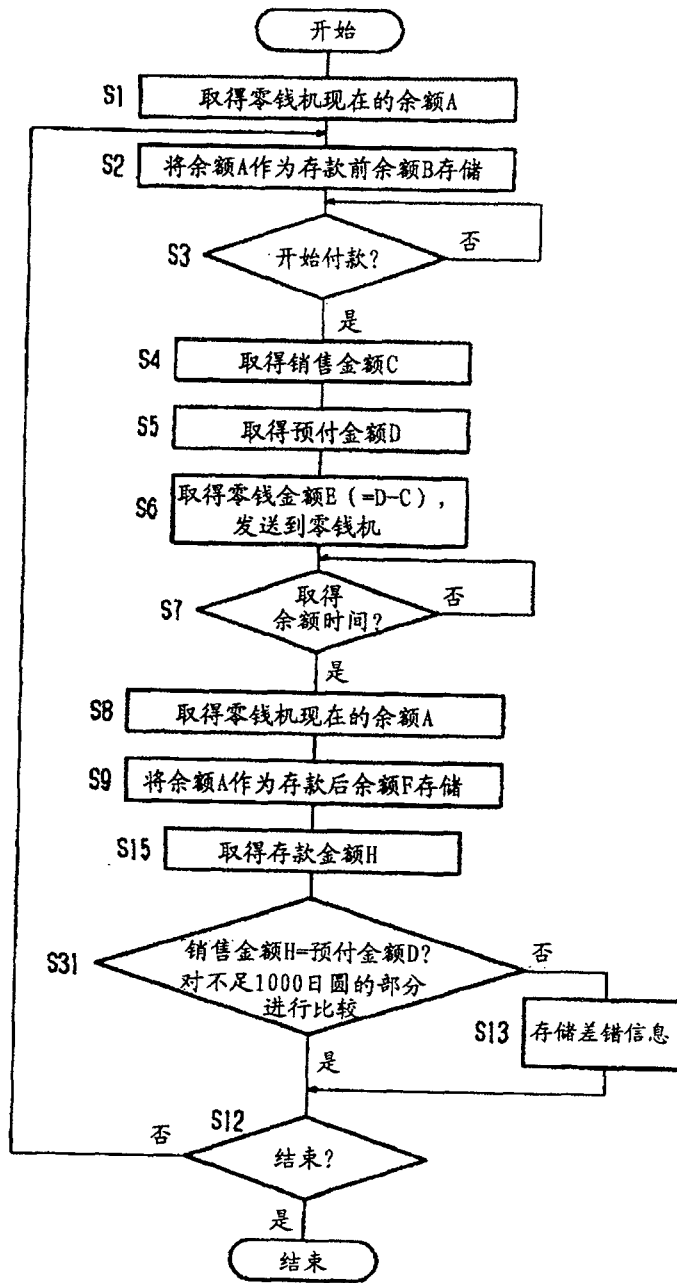 开始
S1
取得零钱机现在的余额A
S2
将余额A作为存款前余额B存储
S3
开始付款?
否
是
S4
取得销售金额C
S5
取得预付金额D
S6
取得零钱金额E（=D-C），
发送到零钱机
S7
取得
余额时间?
否
是
S8
取得零钱机现在的余额A
S9
将余额A作为存款后余额F存储
S15
取得存款金额H
S31
销售金额H=预付金额D?
对不足1000日圆的部分
进行比较
否
S13
存储差错信息
是
S12
否
结束?
是
结束